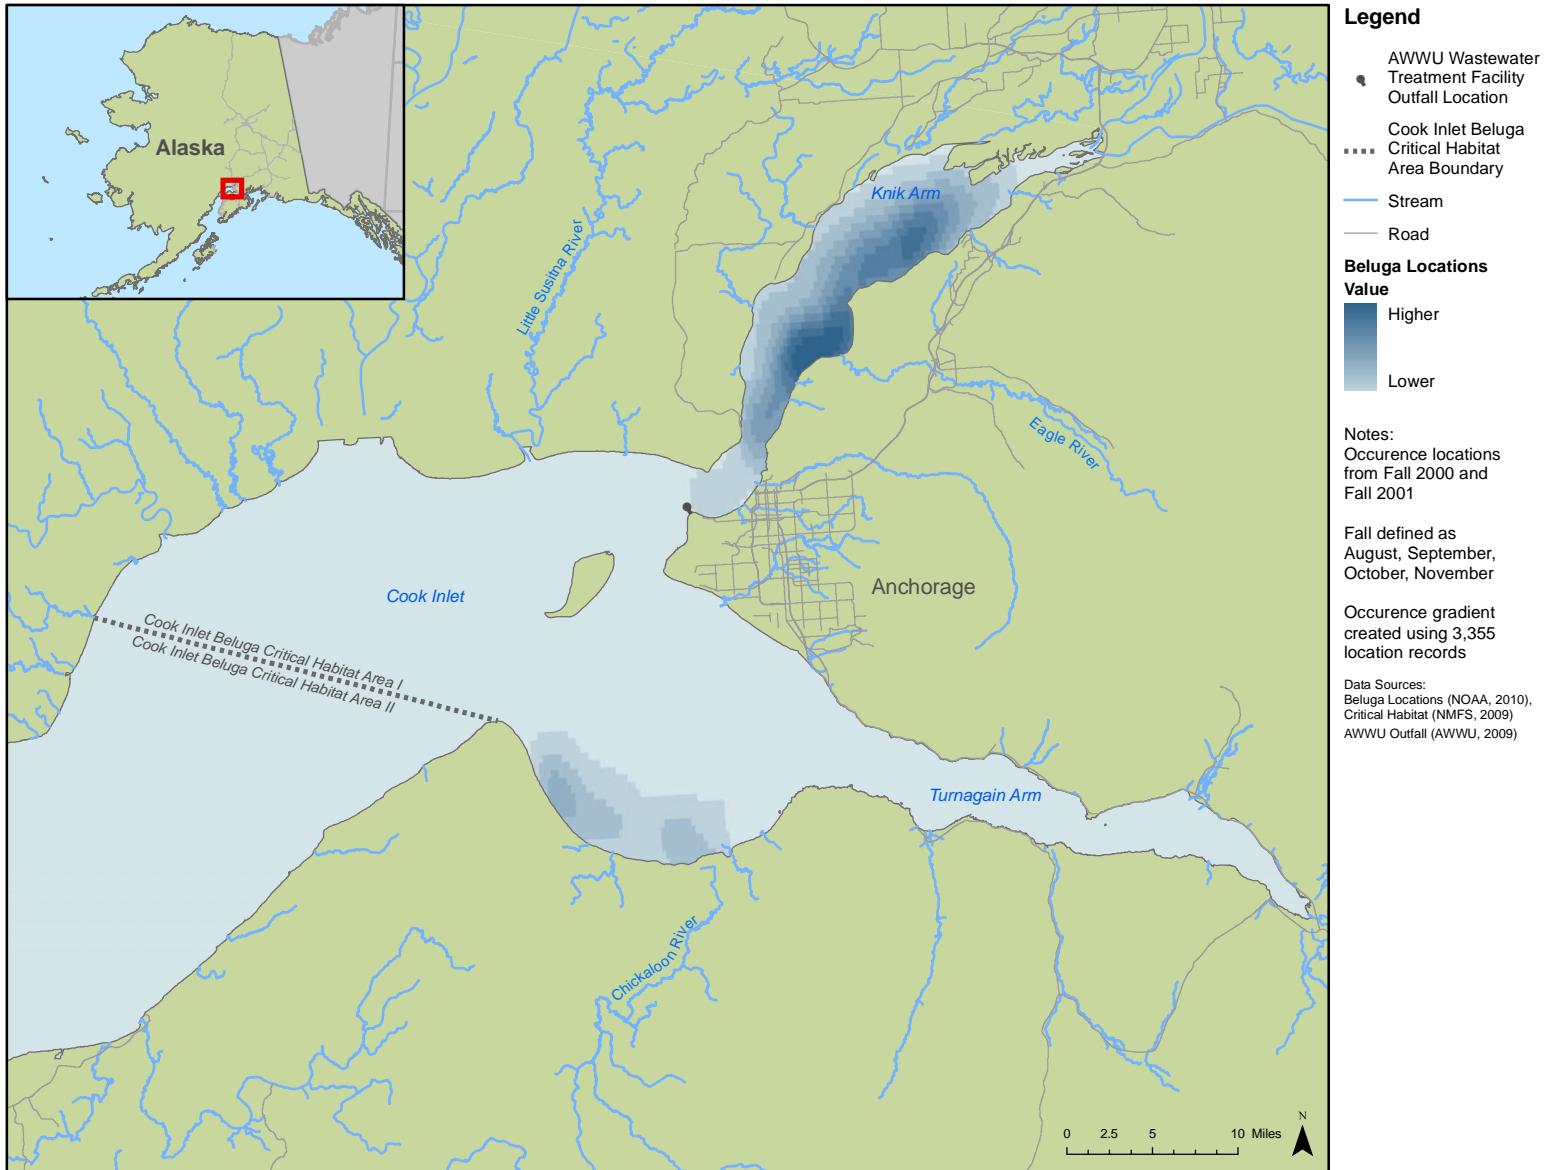 Alaska
Knik Arm
Little Susitna River
Eagle River
Cook Inlet
Anchorage
Cook Inlet Beluga Critical Habitat Area I
Cook Inlet Beluga Critical Habitat Area II
Turnagain Arm
Chickaloon River
0 2.5 5 10 Miles
N
Legend
AWWU Wastewater
Treatment Facility
Outfall Location
Cook Inlet Beluga
Critical Habitat
Area Boundary
Stream
Road
Beluga Locations
Value
Higher
Lower
Notes:
Occurence locations
from Fall 2000 and
Fall 2001
Fall defined as
August, September,
October, November
Occurence gradient
created using 3,355
location records
Data Sources:
Beluga Locations (NOAA, 2010),
Critical Habitat (NMFS, 2009)
AWWU Outfall (AWWU, 2009)